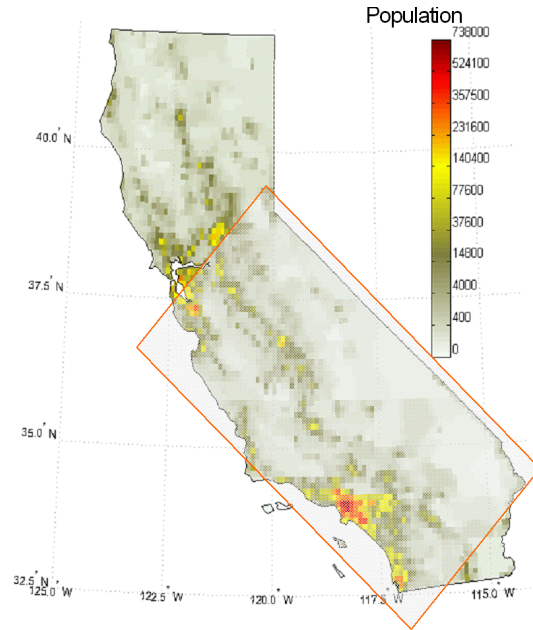 Population
738000
524100
357500
231600
140400
77600
37600
14800
4000
400
0
40.0° N
37.5° N
35.0° N
32.5° N
125.0° W
122.5° W
120.0° W
117.5° W
115.0° W